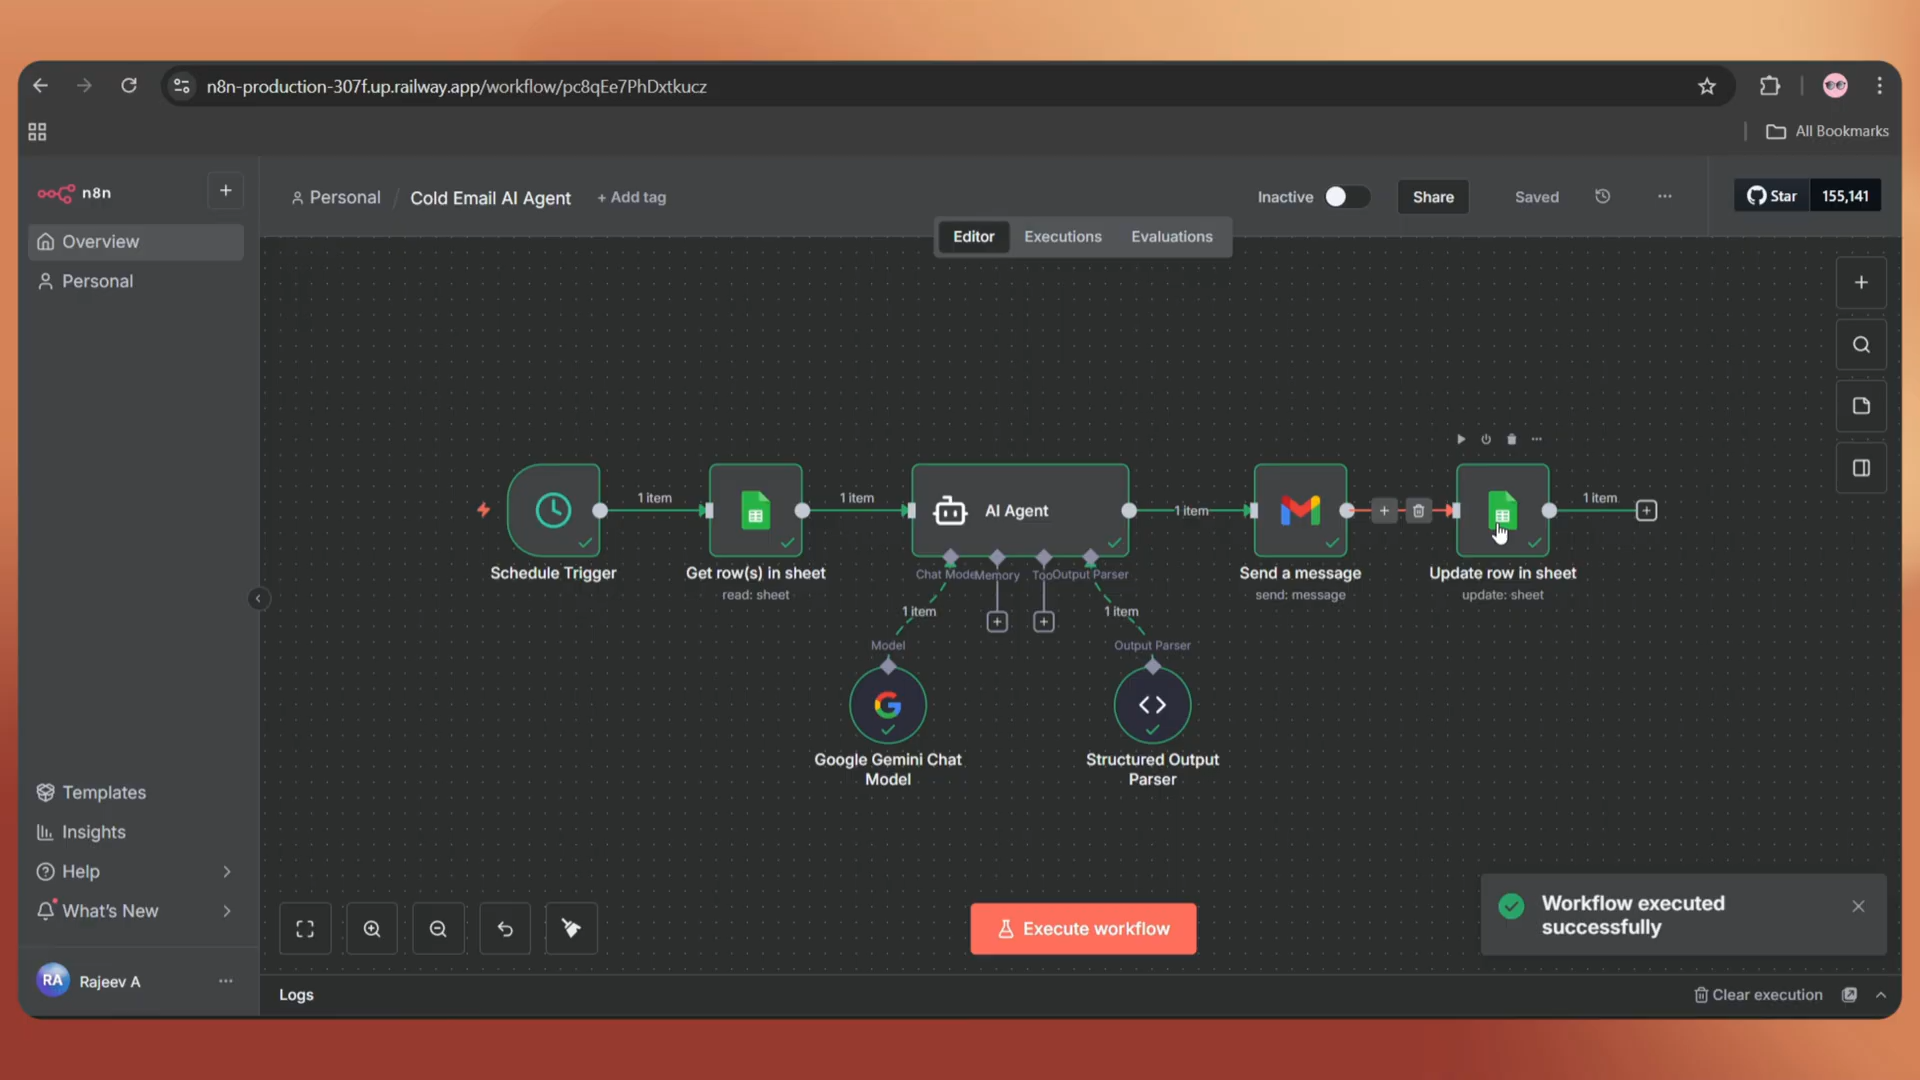 n8n-production-307f.up.railway.app/workflow/pc8qEe7PhDxtkucz
All Bookmarks
n8n
Personal / Cold Email AI Agent + Add tag
Inactive
Share
Saved
Star 155,141
Editor Executions Evaluations
Overview
Personal
1 item
1 item
1 item
1 item
AI Agent
Schedule Trigger
Get row(s) in sheet
read: sheet
Chat Mode
Memory
Too
Output Parser
Send a message
send: message
Update row in sheet
update: sheet
1 item
1 item
Model
Output Parser
Google Gemini Chat
Model
Structured Output
Parser
Templates
Insights
Help
What's New
Execute workflow
Workflow executed
successfully
RA Rajeev A
Logs
Clear execution